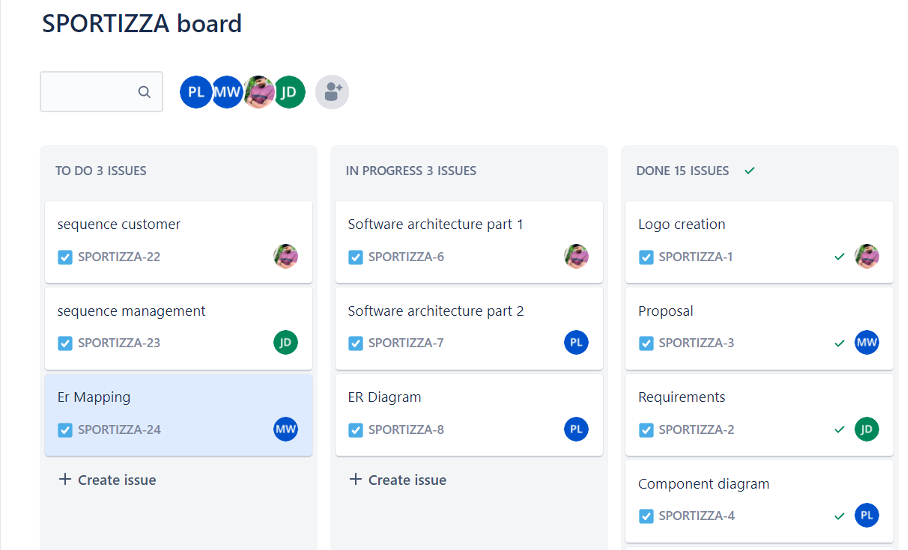 SPORTIZZA board
PL MW JD
TO DO 3 ISSUES
sequence customer
SPORTIZZA-22
sequence management
SPORTIZZA-23 JD
Er Mapping
SPORTIZZA-24 MW
+ Create issue
IN PROGRESS 3 ISSUES
Software architecture part 1
SPORTIZZA-6
Software architecture part 2
SPORTIZZA-7 PL
ER Diagram
SPORTIZZA-8 PL
+ Create issue
DONE 15 ISSUES
Logo creation
SPORTIZZA-1
Proposal
SPORTIZZA-3 MW
Requirements
SPORTIZZA-2 JD
Component diagram
SPORTIZZA-4 PL